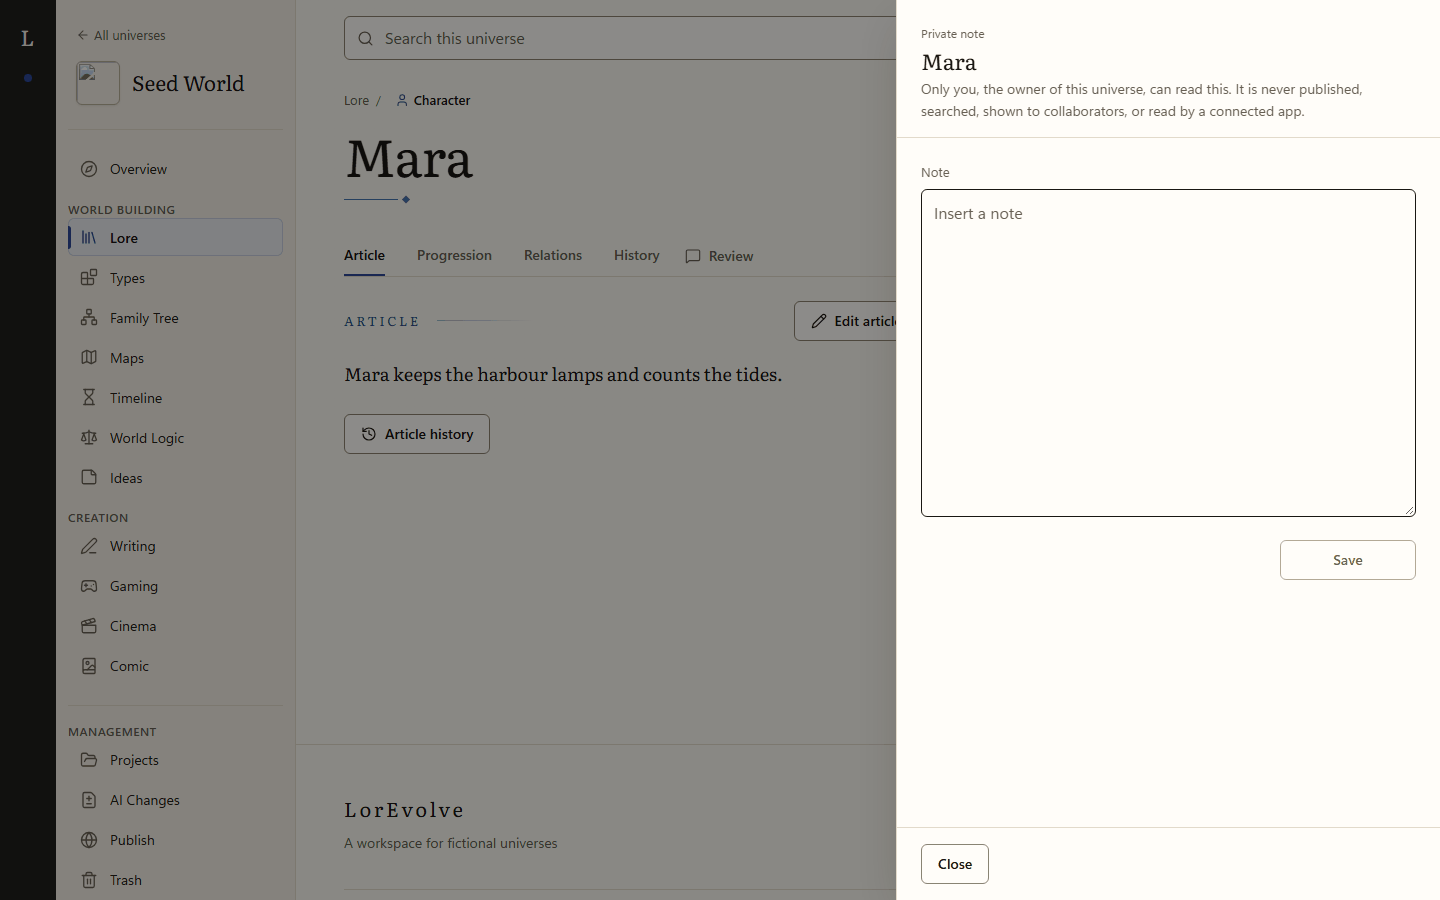 L
All universes
Seed World
Overview
WORLD BUILDING
Lore
Types
Family Tree
Maps
Timeline
World Logic
Ideas
CREATION
Writing
Gaming
Cinema
Comic
MANAGEMENT
Projects
AI Changes
Publish
Trash
Search this universe
Lore / Character
Mara
Article Progression Relations History Review
ARTICLE
Edit article
Mara keeps the harbour lamps and counts the tides.
Article history
LorEvolve
A workspace for fictional universes
Private note
Mara
Only you, the owner of this universe, can read this. It is never published,
searched, shown to collaborators, or read by a connected app.
Note
Insert a note
Save
Close